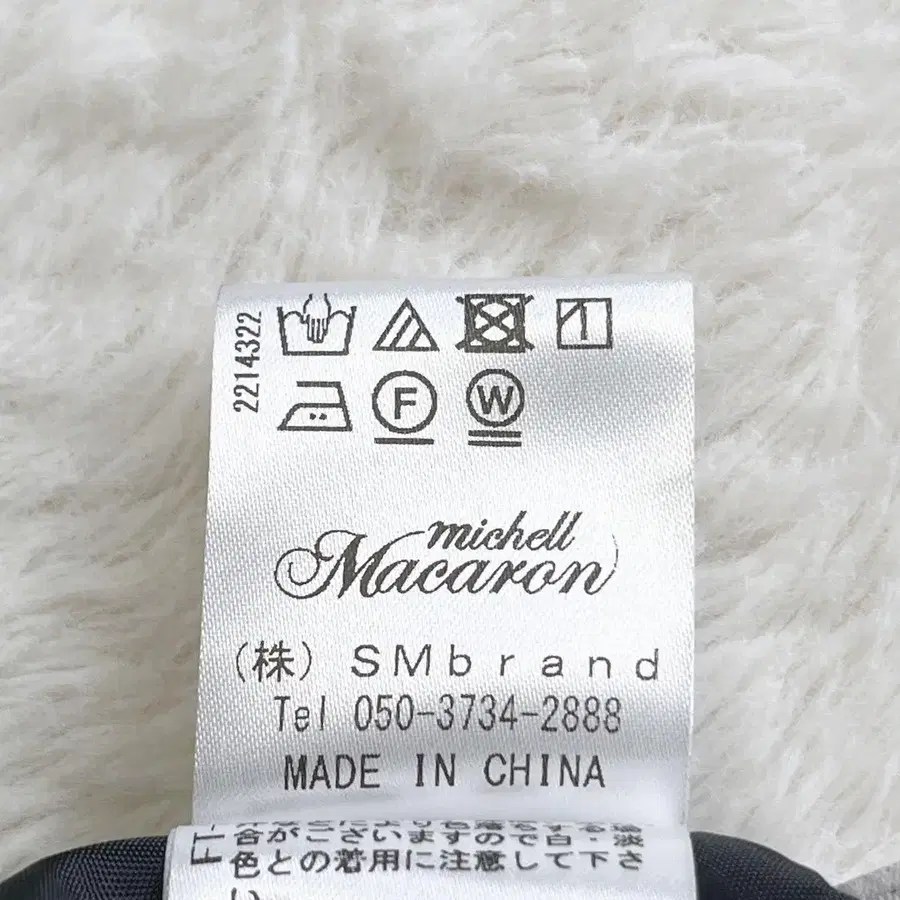 2214322
F
W
michell
Macaron
(株) SMbrand
Tel 050-3734-2888
MADE IN CHINA
合がございますので白・淡
色との着用に注意して下さ
い